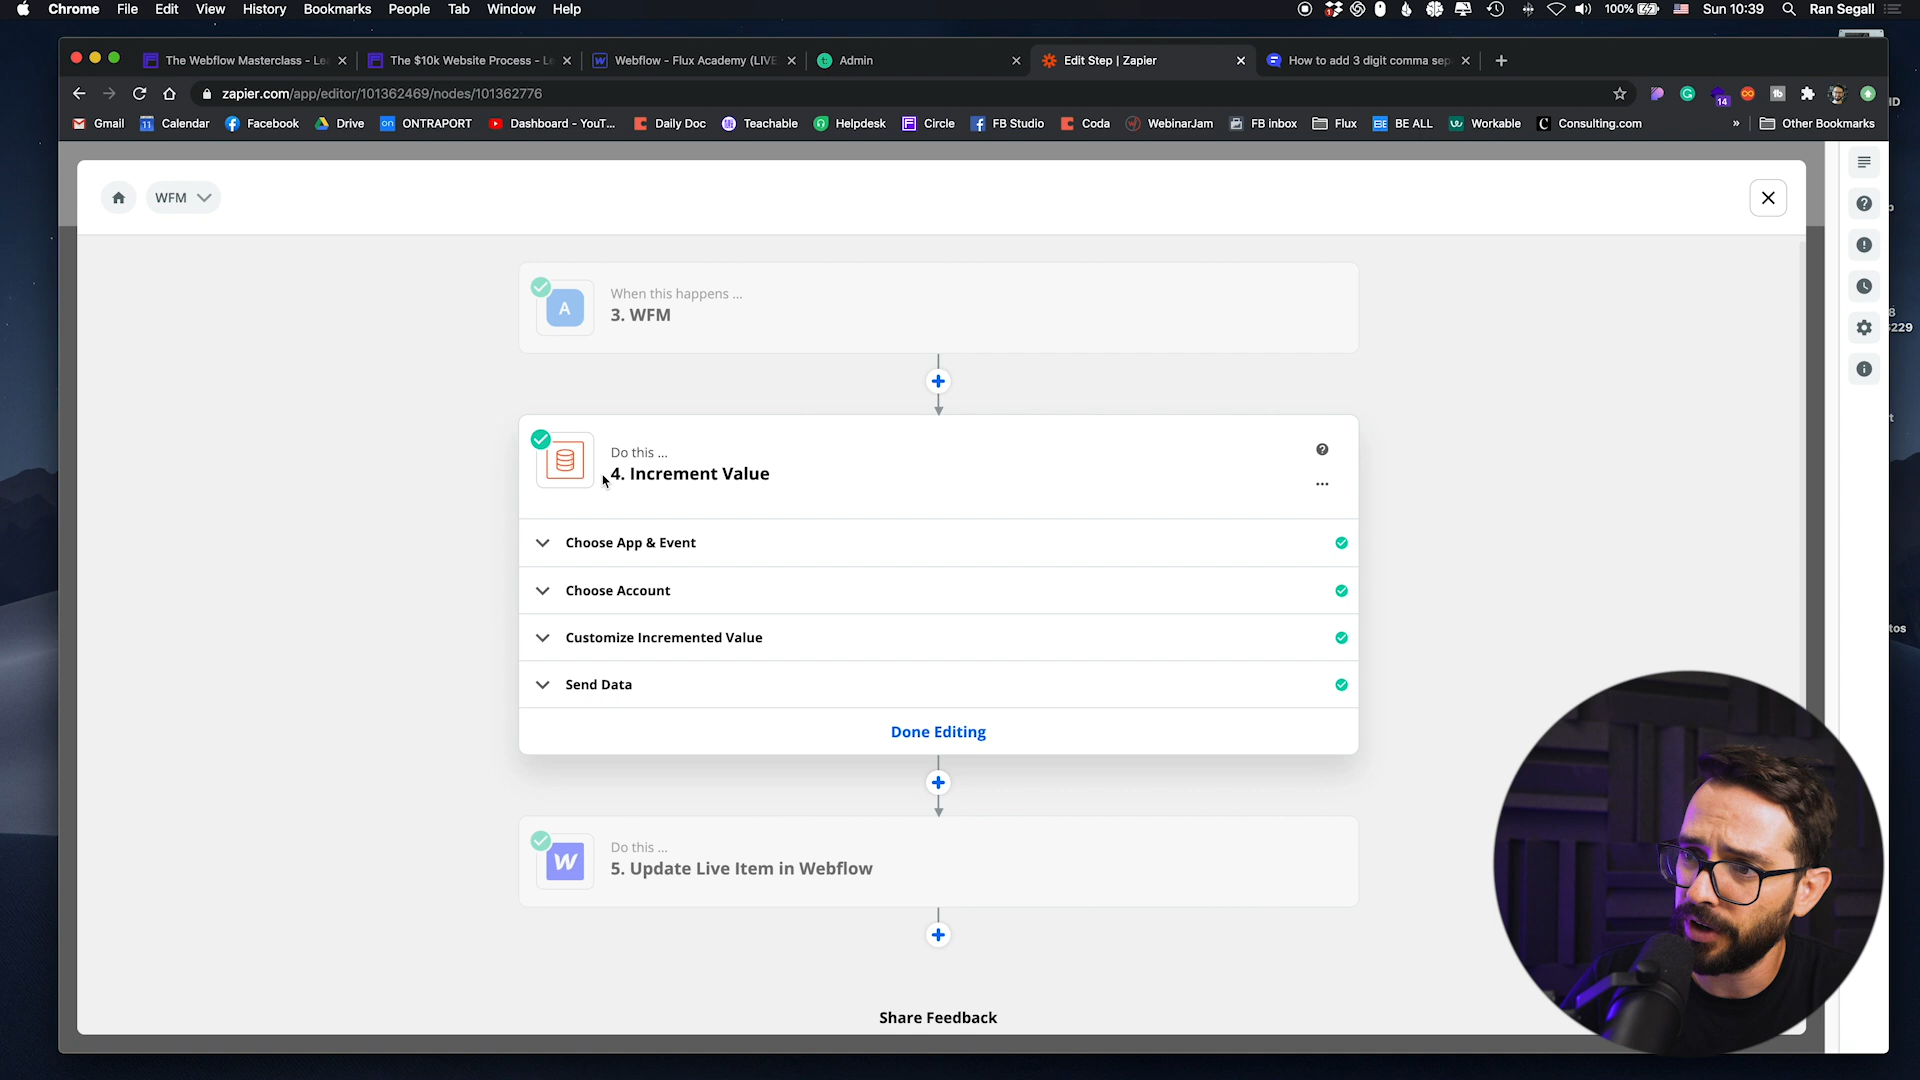 Chrome File Edit View History Bookmarks People Tab Window Help 100% Sun 10:39 Ran Segall
The Webflow Masterclass - Le
The $10k Website Process - L
Webflow - Flux Academy (LIVE
Admin
Edit Step | Zapier
How to add 3 digit comma sep
zapier.com/app/editor/101362469/nodes/101362776
14
Gmail Calendar Facebook Drive ONTRAPORT Dashboard - YouT... Daily Doc Teachable Helpdesk Circle FB Studio Coda WebinarJam FB inbox Flux BE ALL Workable Consulting.com » Other Bookmarks
WFM
A
When this happens ...
3. WFM
Do this ...
4. Increment Value
Choose App & Event
Choose Account
Customize Incremented Value
Send Data
Done Editing
Do this ...
5. Update Live Item in Webflow
Share Feedback